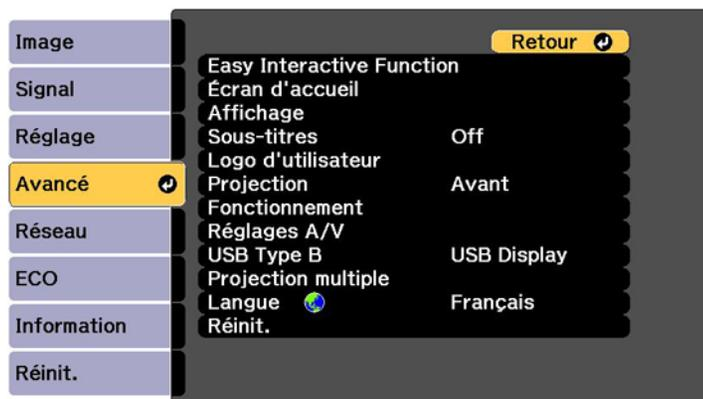 Image
Signal
Réglage
Avancé
Réseau
ECO
Information
Réinit.
Retour
Easy Interactive Function
Écran d'accueil
Affichage
Sous-titres Off
Logo d'utilisateur
Projection Avant
Fonctionnement
Réglages A/V
USB Type B USB Display
Projection multiple
Langue Français
Réinit.